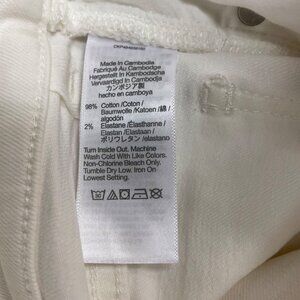 Made In Cambodia
Fabriqué Au Cambodge
Hergestellt In Kambodscha
Vervaardigd In Cambodja
カンボジア製
hecho en camboya
98% Cotton /Coton /
Baumwolle /Katoen /綿 /
algodón
2% Elastane /Élasthanne /
Elastan /Elastaan /
ポリウレタン /elastano
Turn Inside Out. Machine
Wash Cold With Like Colors.
Non-Chlorine Bleach Only.
Tumble Dry Low. Iron On
Lowest Setting.